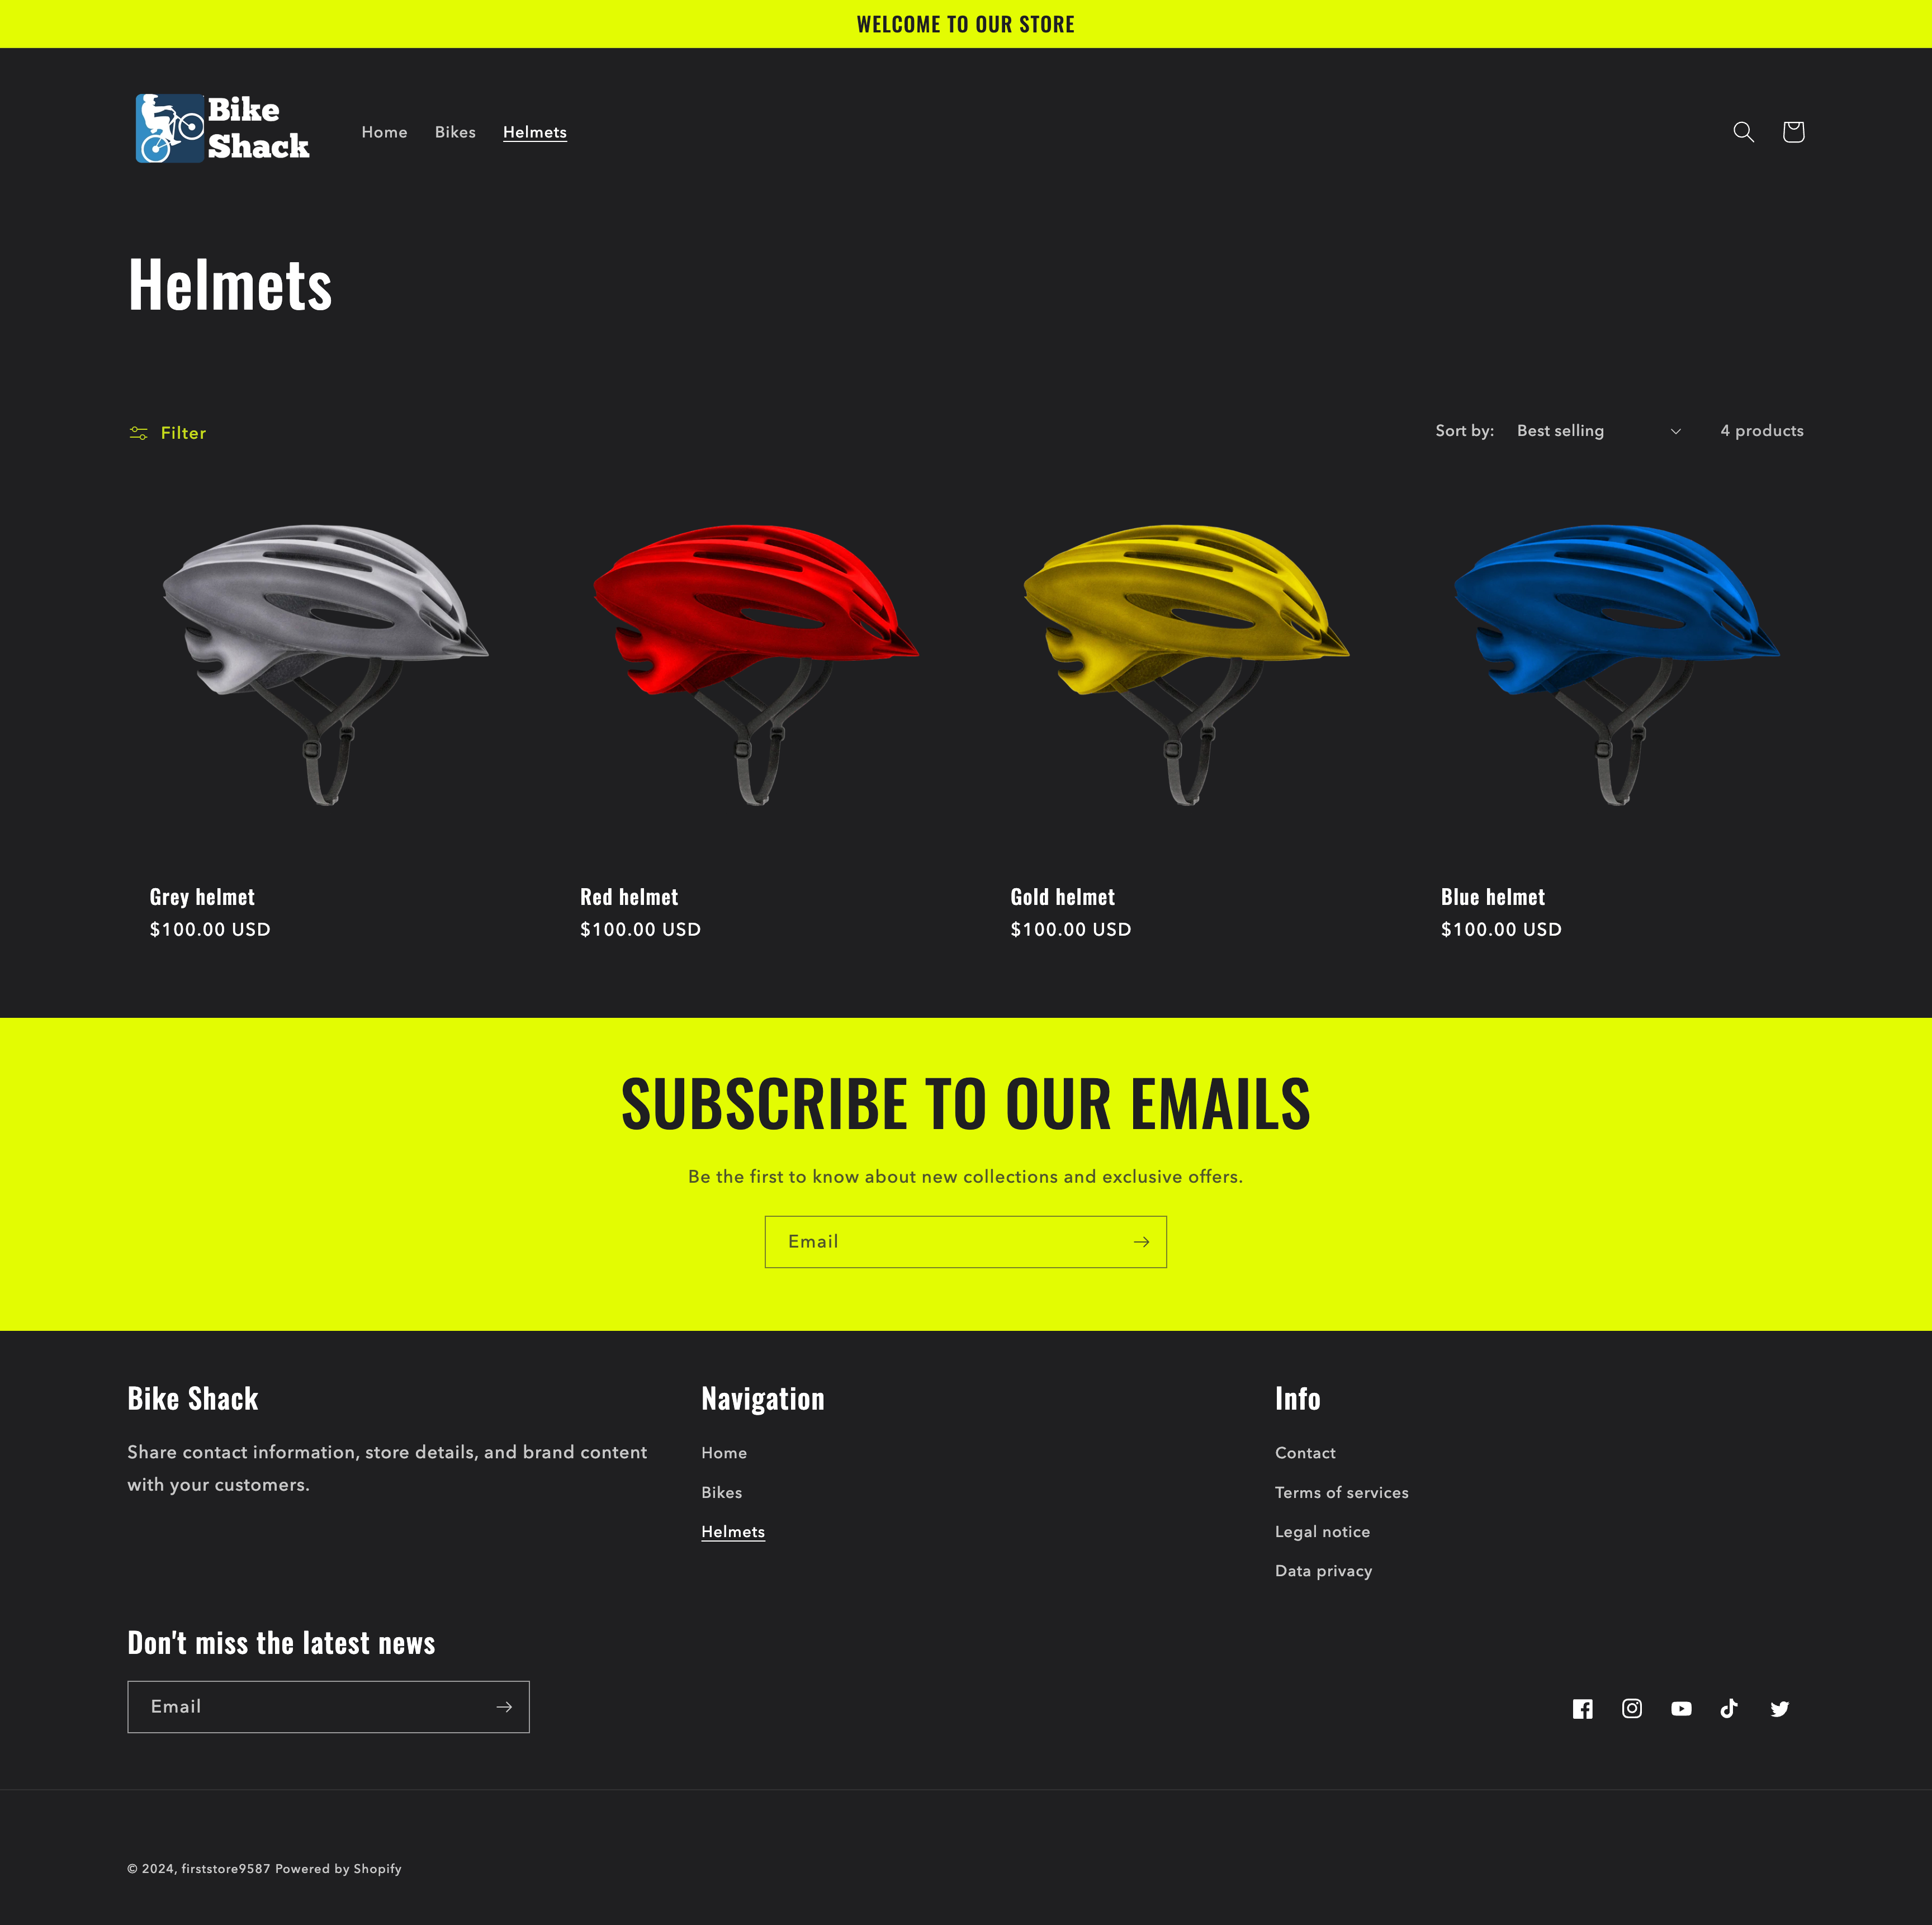 WELCOME TO OUR STORE
Bike
Shack
Home Bikes Helmets
Helmets
Filter
Sort by: Best selling 4 products
Grey helmet
$100.00 USD
Red helmet
$100.00 USD
Gold helmet
$100.00 USD
Blue helmet
$100.00 USD
SUBSCRIBE TO OUR EMAILS
Be the first to know about new collections and exclusive offers.
Email
Bike Shack
Share contact information, store details, and brand content
with your customers.
Navigation
Home
Bikes
Helmets
Info
Contact
Terms of services
Legal notice
Data privacy
Don't miss the latest news
Email
© 2024, firststore9587 Powered by Shopify